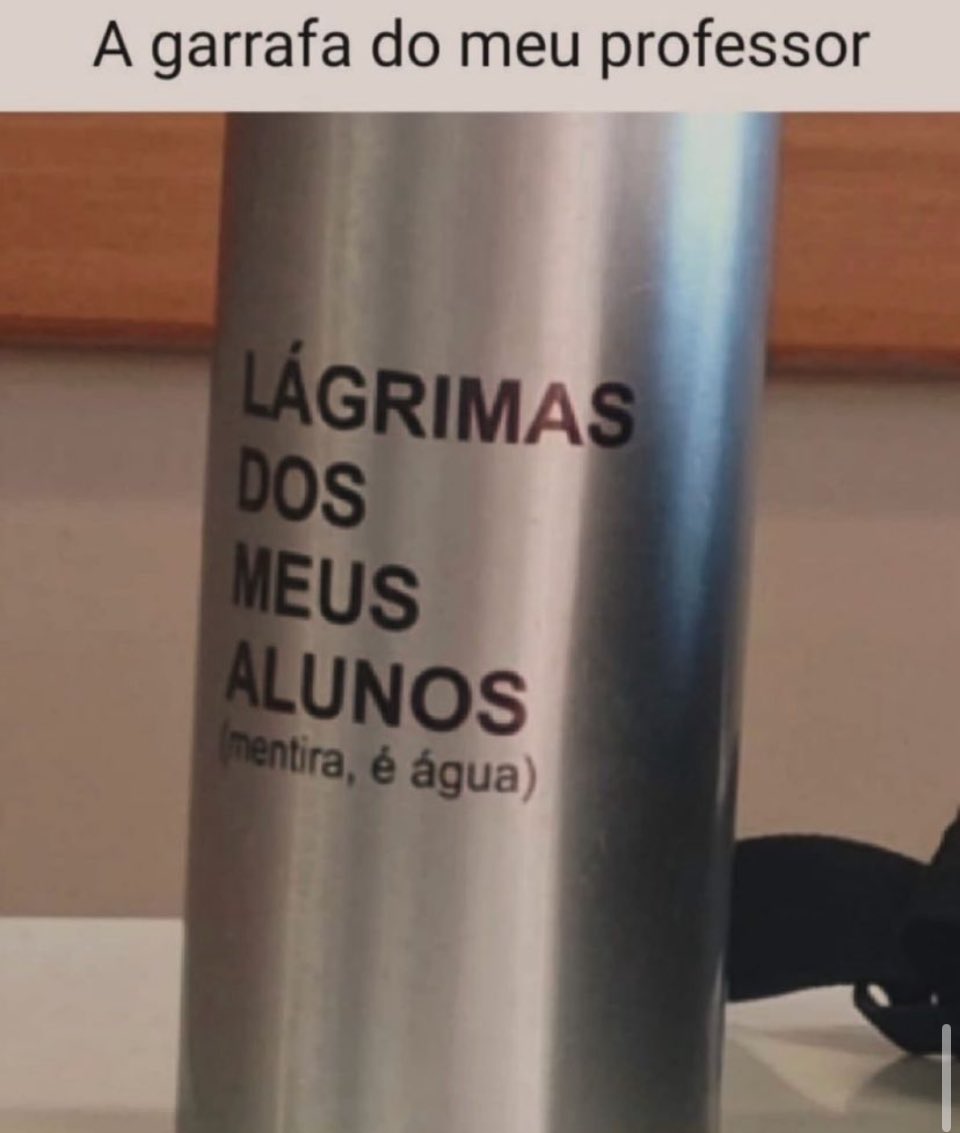 A garrafa do meu professor
LÁGRIMAS
DOS
MEUS
ALUNOS
(mentira, é água)